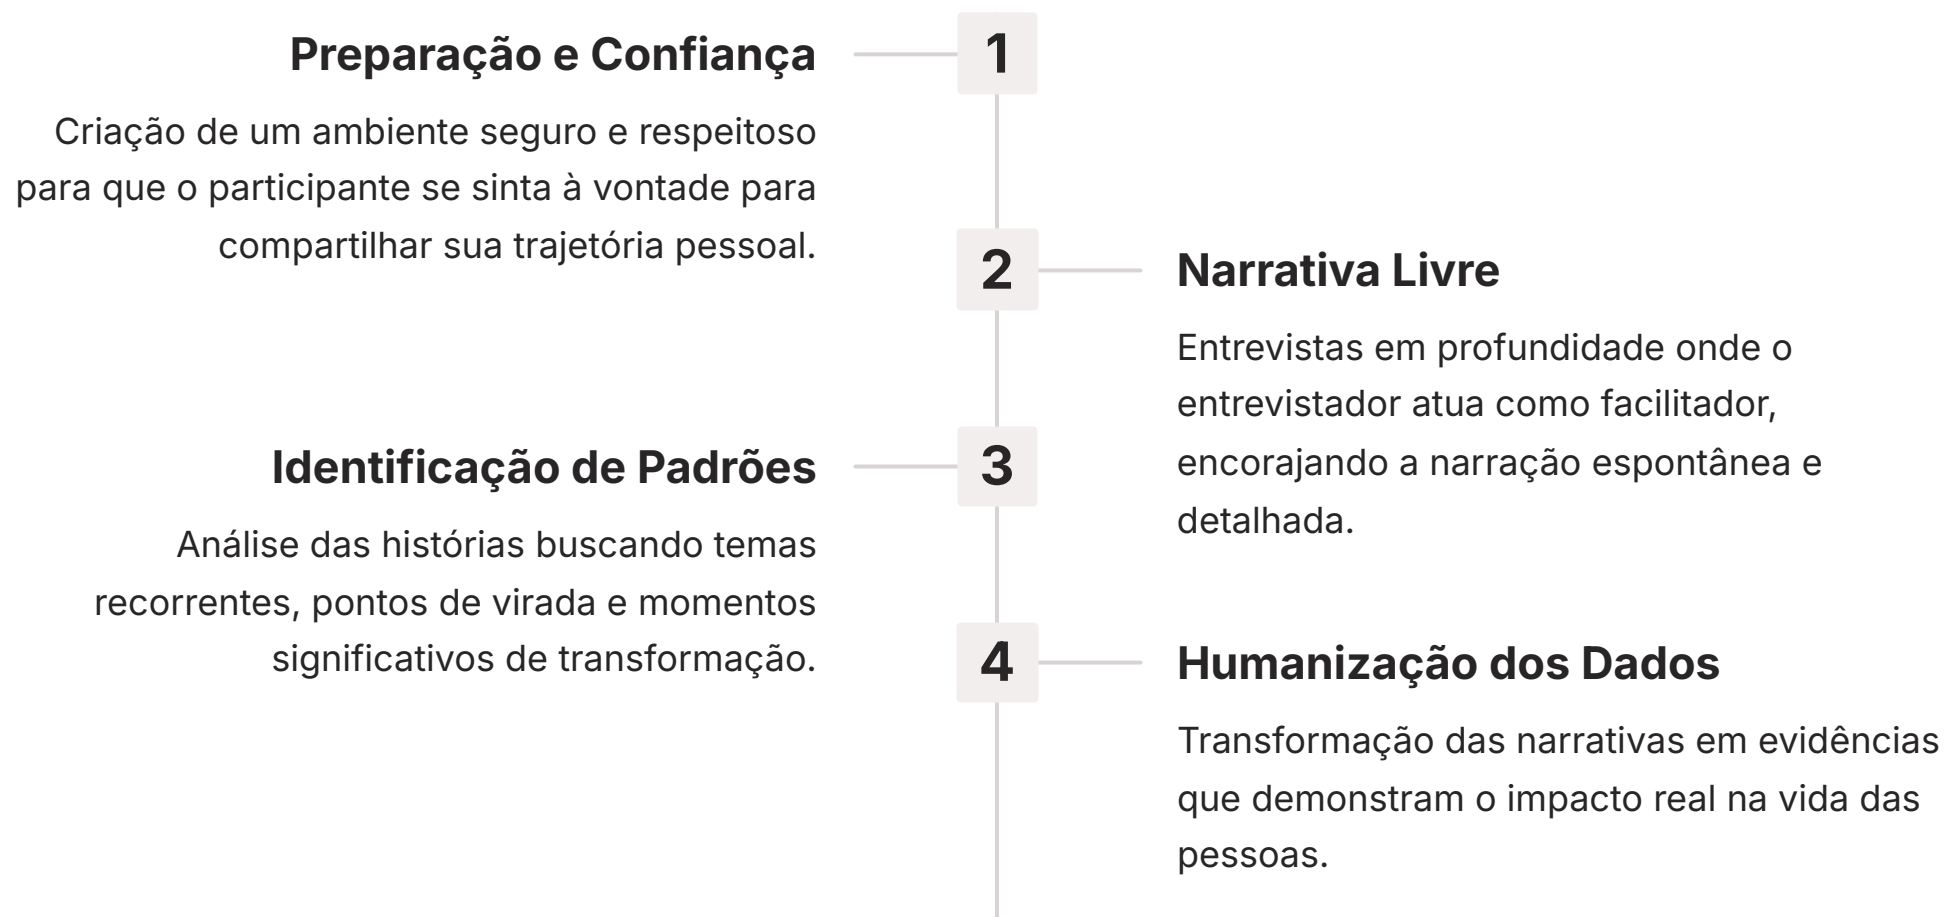 1
Preparação e Confiança
Criação de um ambiente seguro e respeitoso
para que o participante se sinta à vontade para
compartilhar sua trajetória pessoal.
2
Narrativa Livre
Entrevistas em profundidade onde o
entrevistador atua como facilitador,
encorajando a narração espontânea e
detalhada.
3
Identificação de Padrões
Análise das histórias buscando temas
recorrentes, pontos de virada e momentos
significativos de transformação.
4
Humanização dos Dados
Transformação das narrativas em evidências
que demonstram o impacto real na vida das
pessoas.